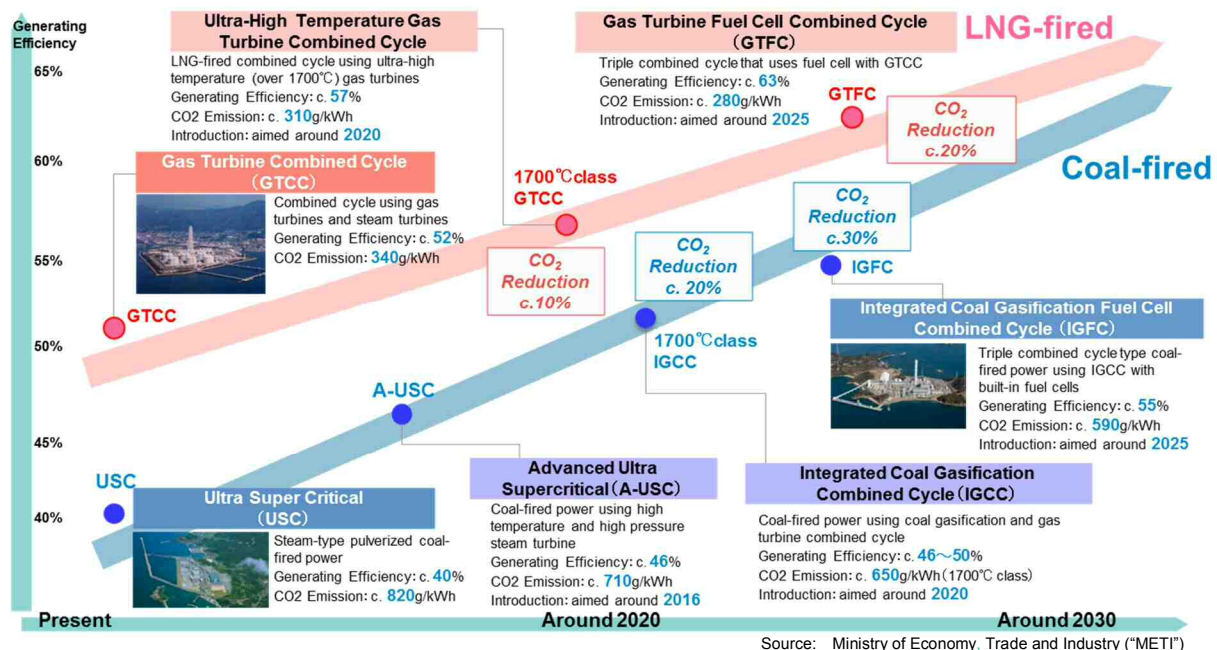 Generating
Efficiency
65%
60%
55%
50%
45%
40%
Ultra-High Temperature Gas
Turbine Combined Cycle
LNG-fired combined cycle using ultra-high
temperature (over 1700℃) gas turbines
Generating Efficiency: c. 57%
CO2 Emission: c. 310g/kWh
Introduction: aimed around 2020
Gas Turbine Combined Cycle
(GTCC)
Combined cycle using gas
turbines and steam turbines
Generating Efficiency: c. 52%
CO2 Emission: 340g/kWh
GTCC
Gas Turbine Fuel Cell Combined Cycle
(GTFC)
Triple combined cycle that uses fuel cell with GTCC
Generating Efficiency: c. 63%
CO2 Emission: c. 280g/kWh
Introduction: aimed around 2025
LNG-fired
GTFC
CO2
Reduction
c.20%
Coal-fired
1700℃class
GTCC
CO2
Reduction
c.10%
CO2
Reduction
c. 20%
CO2
Reduction
c.30%
IGFC
1700℃class
IGCC
Integrated Coal Gasification Fuel Cell
Combined Cycle (IGFC)
Triple combined cycle type coal-
fired power using IGCC with
built-in fuel cells
Generating Efficiency: c. 55%
CO2 Emission: c. 590g/kWh
Introduction: aimed around 2025
A-USC
USC
Ultra Super Critical
(USC)
Steam-type pulverized coal-
fired power
Generating Efficiency: c. 40%
CO2 Emission: c. 820g/kWh
Advanced Ultra
Supercritical (A-USC)
Coal-fired power using high
temperature and high pressure
steam turbine
Generating Efficiency: c. 46%
CO2 Emission: c. 710g/kWh
Introduction: aimed around 2016
Integrated Coal Gasification
Combined Cycle (IGCC)
Coal-fired power using coal gasification and gas
turbine combined cycle
Generating Efficiency: c. 46～50%
CO2 Emission: c. 650g/kWh (1700℃ class)
Introduction: aimed around 2020
Present
Around 2020
Around 2030
Source: Ministry of Economy, Trade and Industry (“METI”)